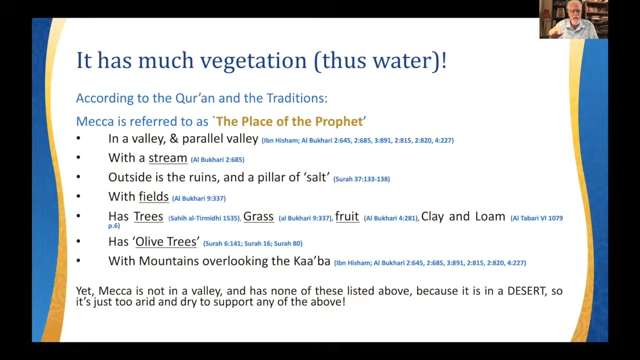 It has much vegetation (thus water)!
According to the Qur'an and the Traditions:
Mecca is referred to as `The Place of the Prophet'
• In a valley, & parallel valley (Ibn Hisham; Al Bukhari 2:645, 2:685, 3:891, 2:815, 2:820, 4:227)
• With a stream (Al Bukhari 2:685)
• Outside is the ruins, and a pillar of 'salt' (Surah 37:133-138)
• With fields (Al Bukhari 9:337)
• Has Trees (Sahih al-Tirmidhi 1535), Grass (al Bukhari 9:337), fruit (Al Bukhari 4:281), Clay and Loam (Al Tabari VI 1079
p.6)
• Has 'Olive Trees' (Surah 6:141; Surah 16; Surah 80)
• With Mountains overlooking the Kaa'ba (Ibn Hisham; Al Bukhari 2:645, 2:685, 3:891, 2:815, 2:820, 4:227)
Yet, Mecca is not in a valley, and has none of these listed above, because it is in a DESERT, so
it's just too arid and dry to support any of the above!